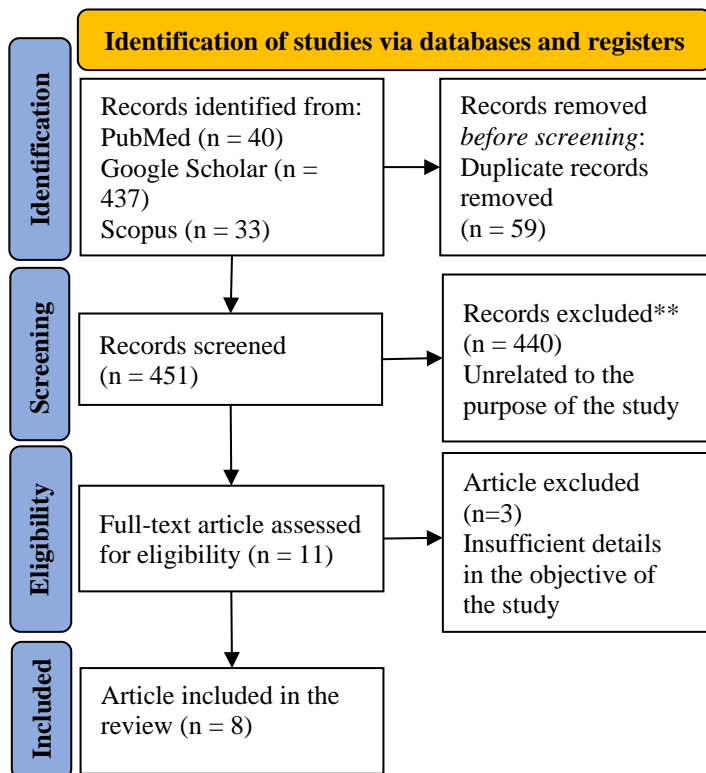 Identification of studies via databases and registers
Identification
Records identified from:
PubMed (n = 40)
Google Scholar (n =
437)
Scopus (n = 33)
Records removed
before screening:
Duplicate records
removed
(n = 59)
Screening
Records screened
(n = 451)
Records excluded**
(n = 440)
Unrelated to the
purpose of the study
Eligibility
Full-text article assessed
for eligibility (n = 11)
Article excluded
(n=3)
Insufficient details
in the objective of
the study
Included
Article included in the
review (n = 8)